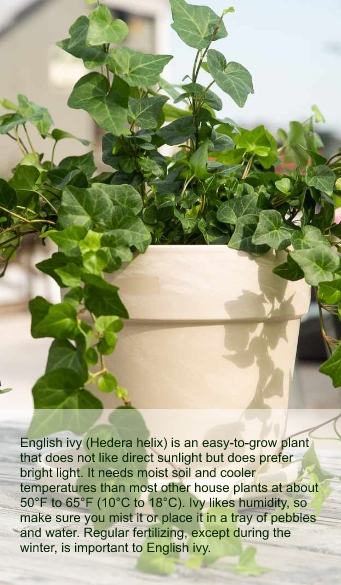 English ivy (Hedera helix) is an easy-to-grow plant
that does not like direct sunlight but does prefer
bright light. It needs moist soil and cooler
temperatures than most other house plants at about
50°F to 65°F (10°C to 18°C). Ivy likes humidity, so
make sure you mist it or place it in a tray of pebbles
and water. Regular fertilizing, except during the
winter, is important to English ivy.